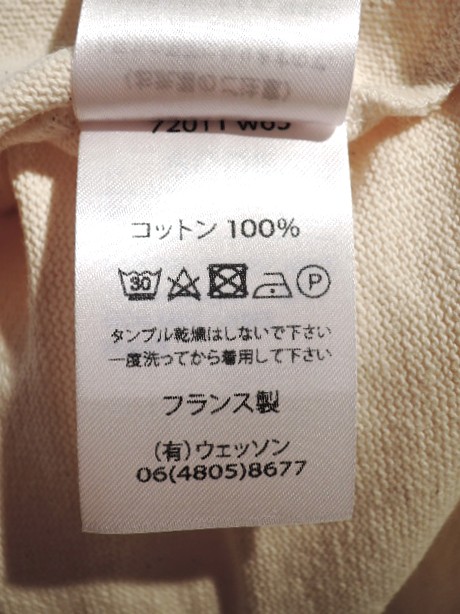 コットン 100%
30 P
タンブル乾燥はしないで下さい
一度洗ってから着用して下さい
フランス製
(有)ウェッソン
06(4805)8677